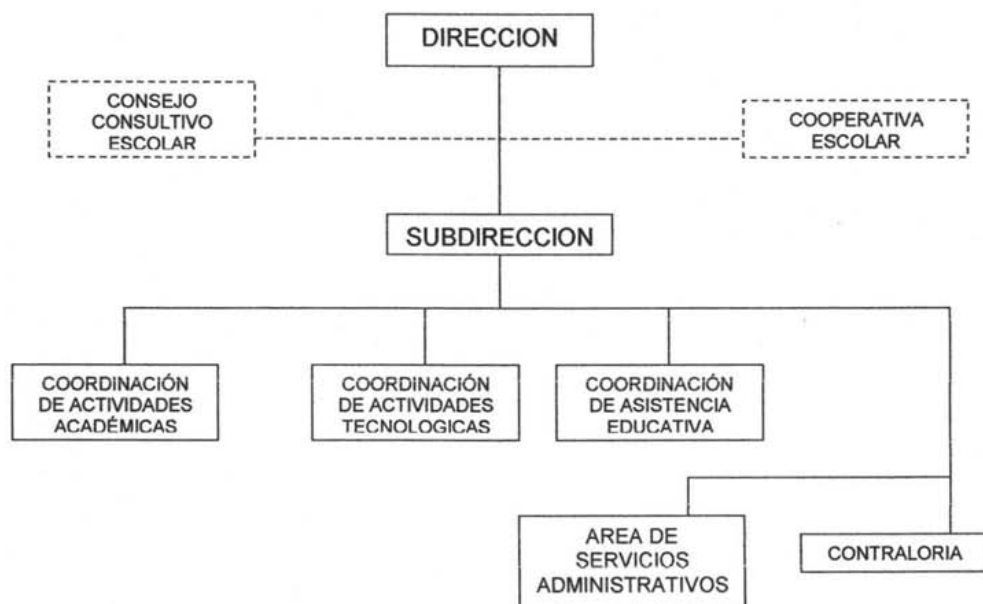 DIRECCION
CONSEJO
CONSULTIVO
ESCOLAR
COOPERATIVA
ESCOLAR
SUBDIRECCION
COORDINACIÓN
DE ACTIVIDADES
ACADÉMICAS
COORDINACIÓN
DE ACTIVIDADES
TECNOLOGICAS
COORDINACIÓN
DE ASISTENCIA
EDUCATIVA
AREA DE
SERVICIOS
ADMINISTRATIVOS
CONTRALORIA